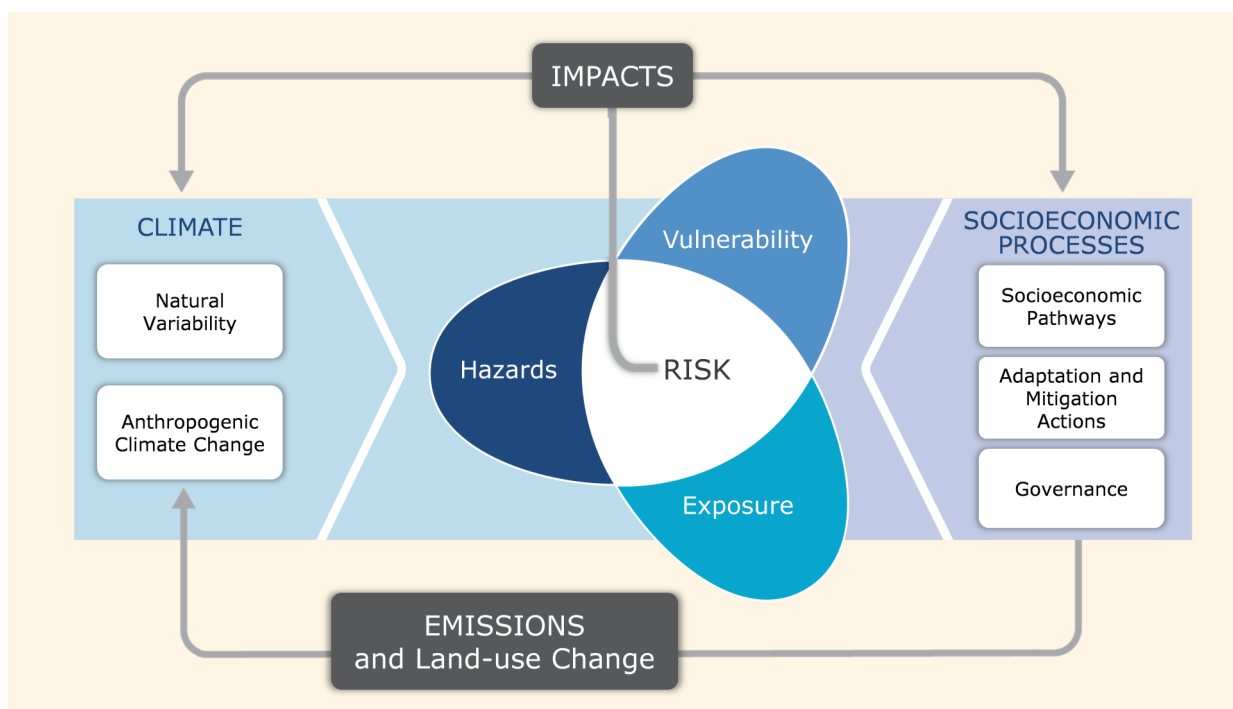 IMPACTS
CLIMATE
Natural
Variability
Anthropogenic
Climate Change
Vulnerability
Hazards
RISK
Exposure
SOCIOECONOMIC
PROCESSES
Socioeconomic
Pathways
Adaptation and
Mitigation
Actions
Governance
EMISSIONS
and Land-use Change